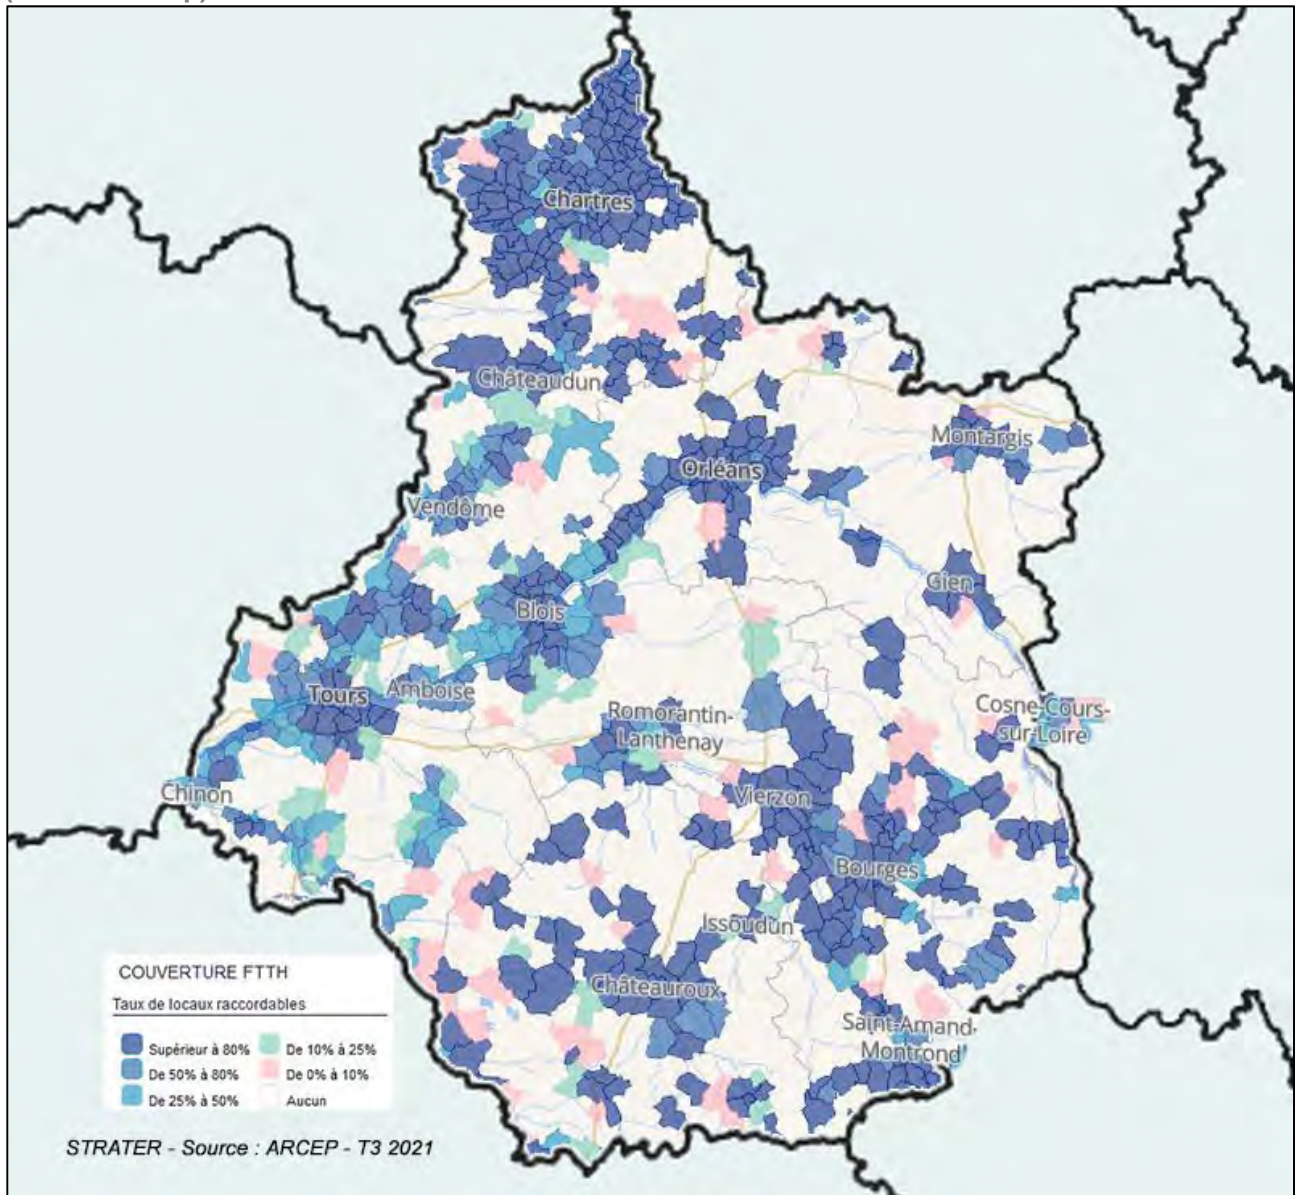 Chartres
Châteaudun
Montargis
Orléans
Vendôme
Gien
Blois
Tours
Amboise
Romorantin-
Lanthenay
Cosne-Cours-
sur-Loire
Chinon
Vierzon
Bourges
Issoudun
Châteauroux
Saint-Amand-
Montrond
COUVERTURE FTTH
Taux de locaux raccordables
Supérieur à 80% De 10% à 25%
De 50% à 80% De 0% à 10%
De 25% à 50% Aucun
STRATER - Source : ARCEP - T3 2021